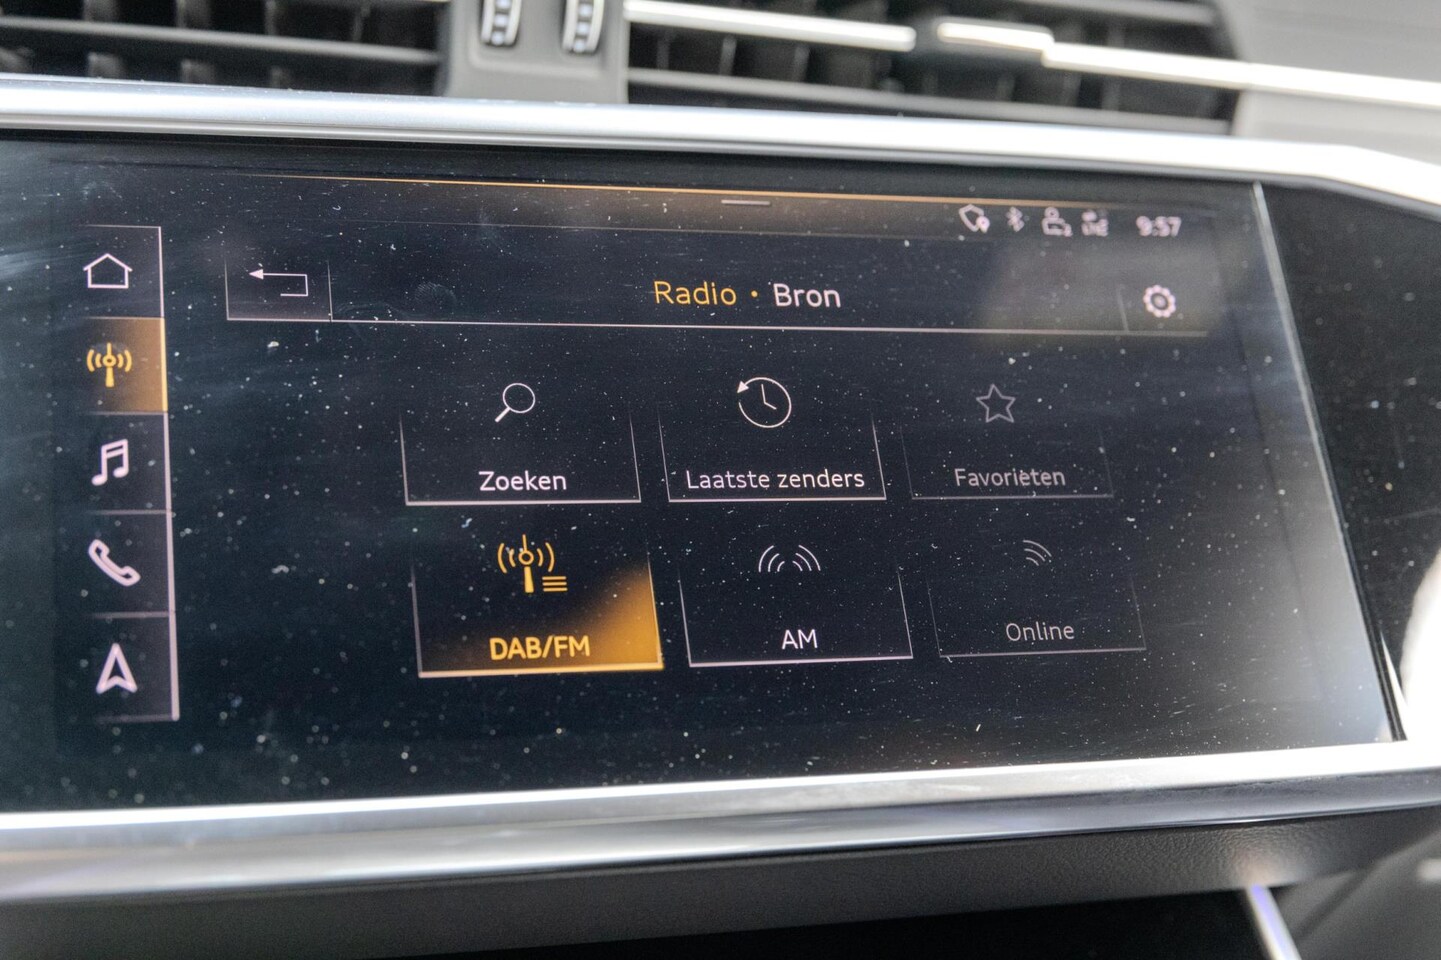 9:57
Radio • Bron
Zoeken
Laatste zenders
Favorieten
DAB/FM
AM
Online